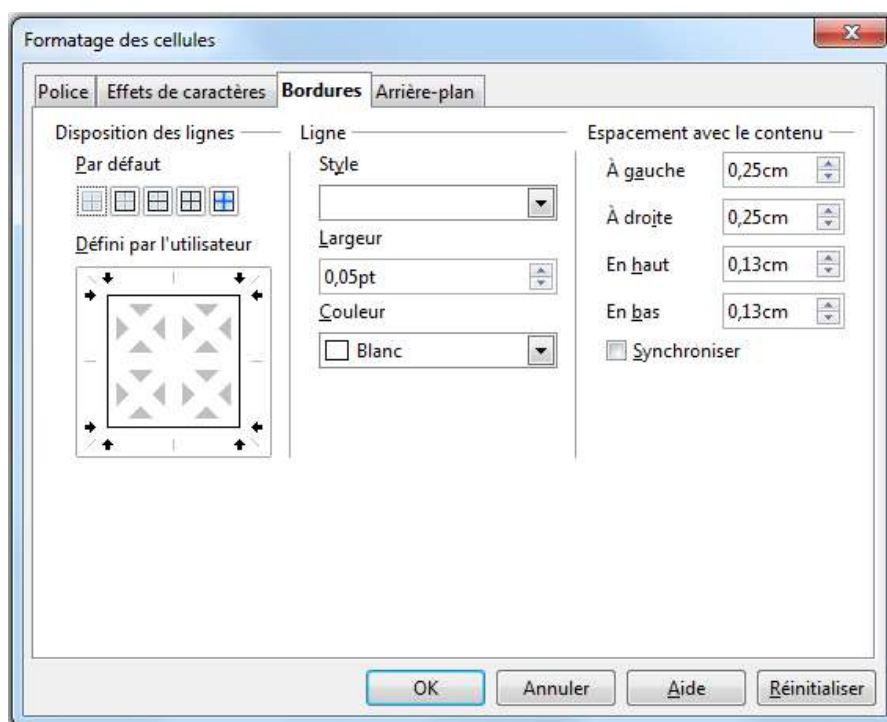 Formatage des cellules
Police Effets de caractères Bordures Arrière-plan
Disposition des lignes
Par défaut
Défini par l'utilisateur
Ligne
Style
Largeur
0,05pt
Couleur
Blanc
Espacement avec le contenu
À gauche 0,25cm
À droite 0,25cm
En haut 0,13cm
En bas 0,13cm
Synchroniser
OK Annuler Aide Réinitialiser